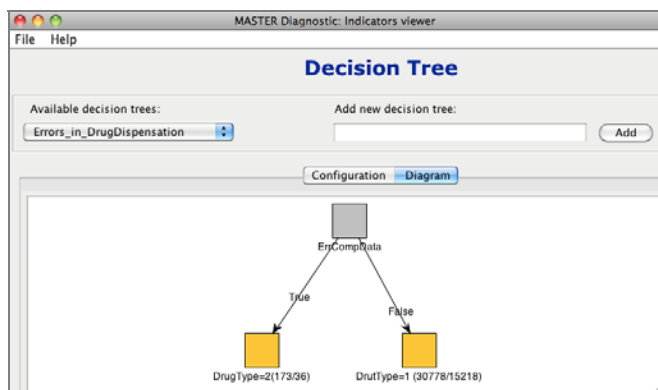 MASTER Diagnostic: Indicators viewer
File Help
Decision Tree
Available decision trees:
Add new decision tree:
Errors_in_DrugDispensation
Add
Configuration Diagram
ErrCompData
True
False
DrugType=2(173/36)
DrutType=1 (30778/15218)